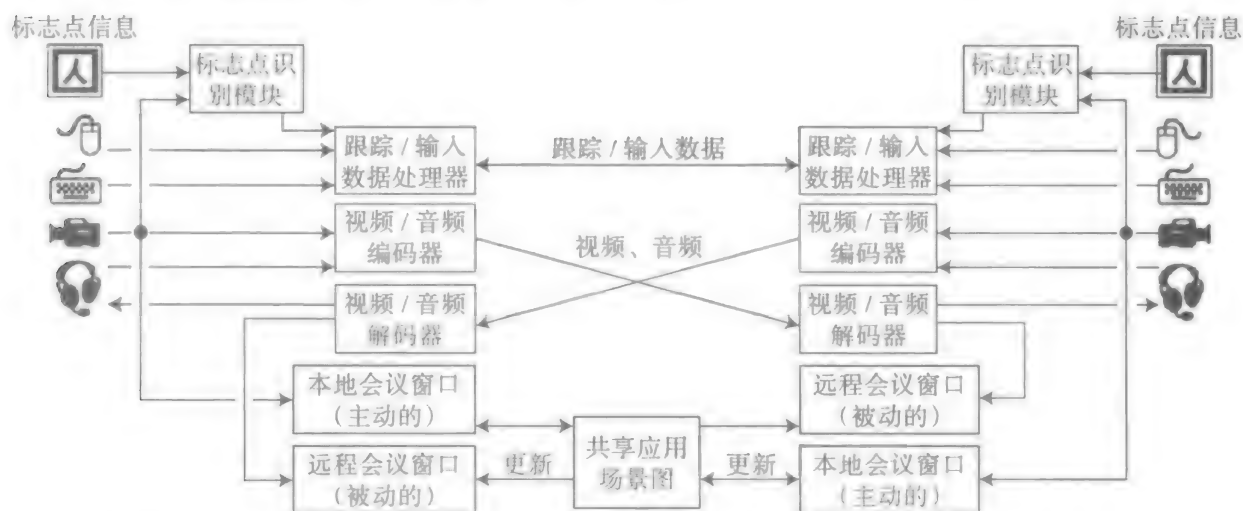 标志点信息
标志点信息
人
标志点识
别模块
标志点识
别模块
人
跟踪 / 输入
数据处理器
跟踪 / 输入数据
跟踪 / 输入
数据处理器
视频 / 音频
编码器
视频、音频
视频 / 音频
编码器
视频 / 音频
解码器
视频 / 音频
解码器
本地会议窗口
(主动的)
远程会议窗口
(被动的)
远程会议窗口
(被动的)
更新
共享应用
场景图
更新
本地会议窗口
(主动的)